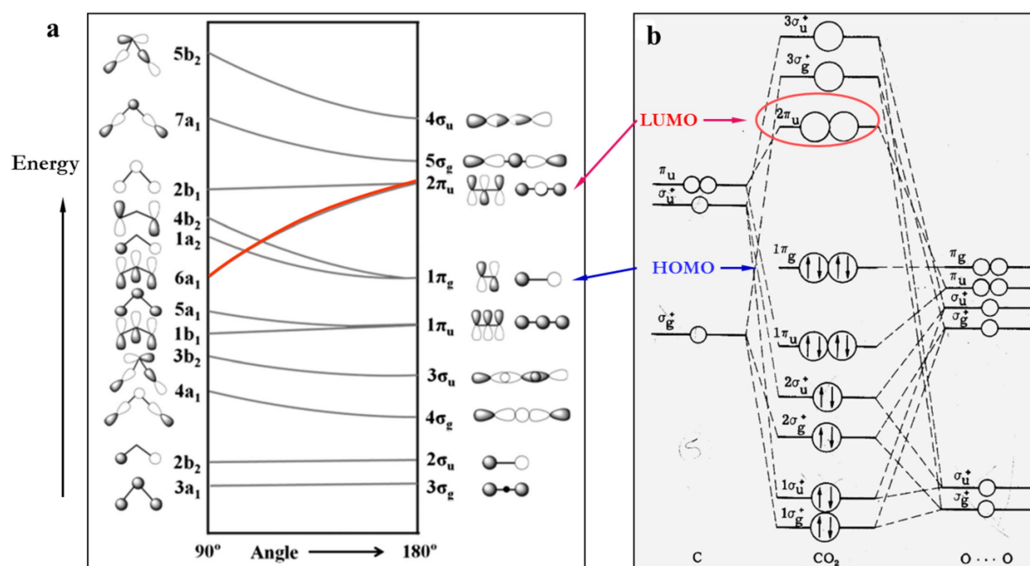 a
Energy
5b2
7a1
2b1
4b2
1a2
6a1
5a1
1b1
3b2
4a1
2b2
3a1
4σu
5σg
2πu
1πg
1πu
3σu
4σg
2σu
3σg
90°
Angle
180°
LUMO
HOMO
b
3σu+
3σg+
2πu
πu
σu+
σg+
1πg
1πu
2σu+
2σg+
1σu+
1σg+
πg
πu
σu+
σg+
σu+
σg+
C
CO2
O · · · · O